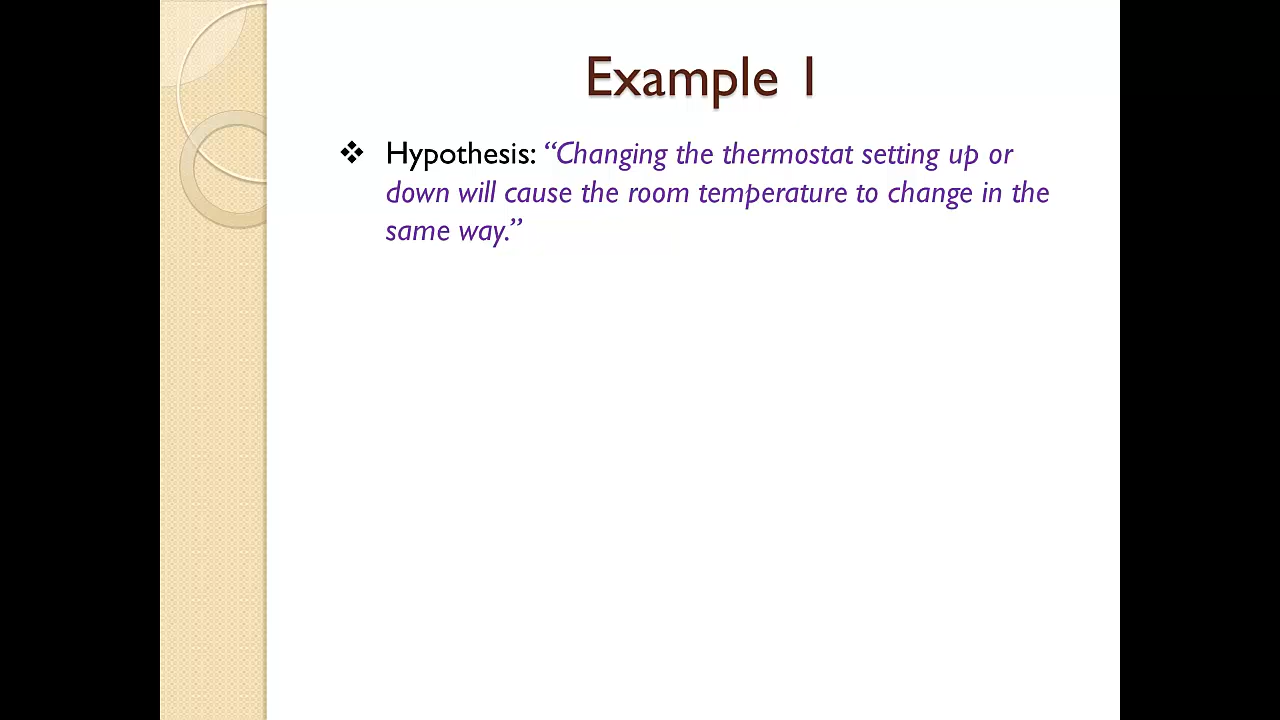 Example 1
❖ Hypothesis: “Changing the thermostat setting up or
down will cause the room temperature to change in the
same way.”